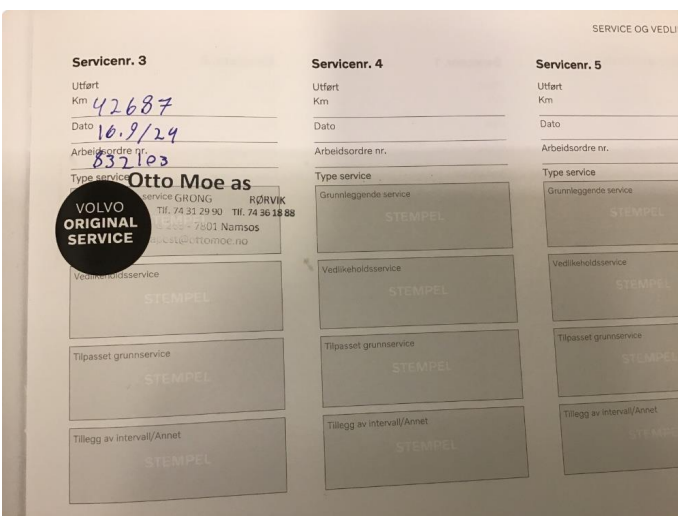 SERVICE OG VEDLI
Servicenr. 3
Utført
Km 42687
Dato 16.9/24
Arbeidsordre nr.
832103
Type service
Otto Moe as
service GRONG RØRVIK
Tlf. 74 31 29 90 Tlf. 74 36 18 88
7801 Namsos
ottomoe.no
VOLVO
ORIGINAL
SERVICE
Vedlikeholdsservice
STEMPEL
Tilpasset grunnservice
STEMPEL
Tillegg av intervall/Annet
STEMPEL
Servicenr. 4
Utført
Km
Dato
Arbeidsordre nr.
Type service
Grunnleggende service
STEMPEL
Vedlikeholdsservice
STEMPEL
Tilpasset grunnservice
STEMPEL
Tillegg av intervall/Annet
STEMPEL
Servicenr. 5
Utført
Km
Dato
Arbeidsordre nr.
Type service
Grunnleggende service
STEMPEL
Vedlikeholdsservice
STEMPEL
Tilpasset grunnservice
STEMPEL
Tillegg av intervall/Annet
STEMPEL